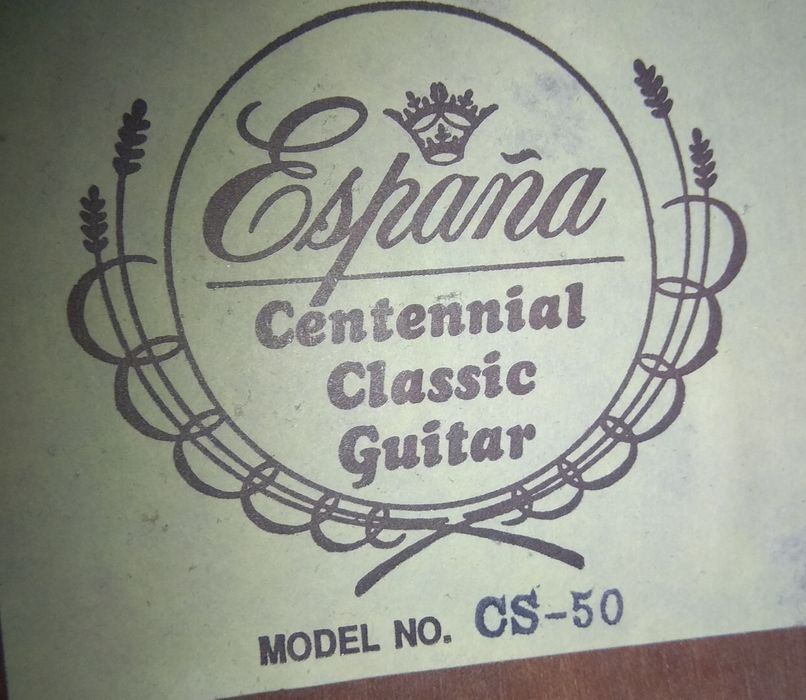 España
Centennial
Classic
Guitar
MODEL NO. CS-50